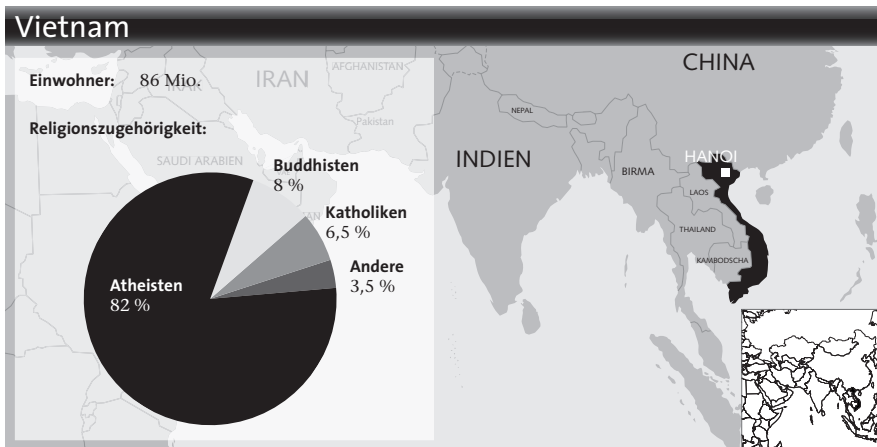 Vietnam
Einwohner: 86 Mio.
Religionszugehörigkeit:
Buddhisten
8 %
Katholiken
6,5 %
Andere
3,5 %
Atheisten
82 %
IRAK
IRAN
AFGHANISTAN
Pakistan
SAUDI ARABIEN
CHINA
NEPAL
INDIEN
BIRMA
HANOI
LAOS
THAILAND
KAMBODSCHA